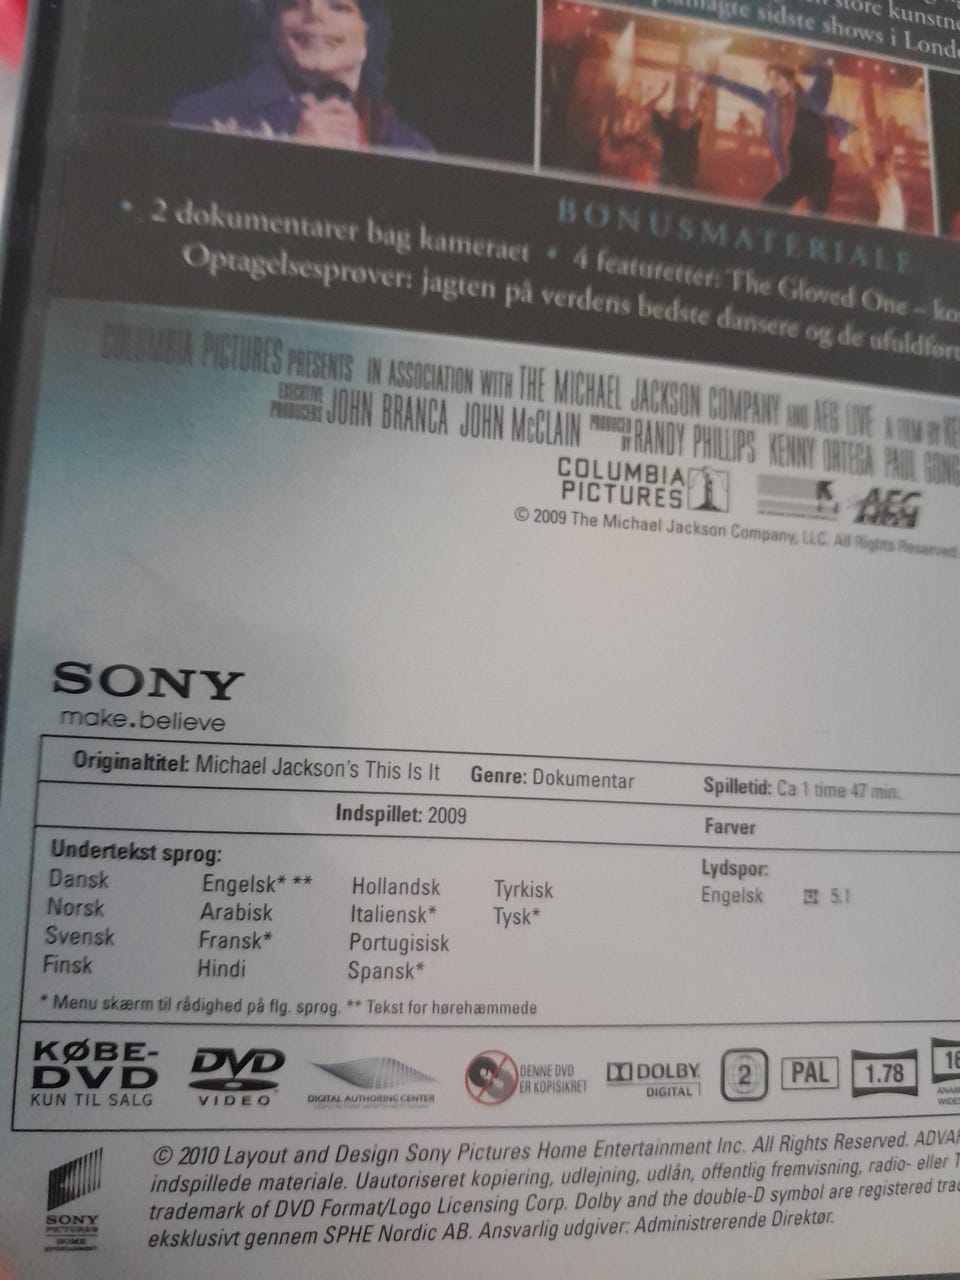 store kunstne
planlagte sidste shows i Londo
BONUSMATERIALE
• 2 dokumentarer bag kameraet • 4 featuretter: The Gloved One – ko
Optagelsesprøver: jagten på verdens bedste dansere og de ufuldført
COLUMBIA PICTURES PRESENTS IN ASSOCIATION WITH THE MICHAEL JACKSON COMPANY AND AEG LIVE A FILM BY KE
EXECUTIVE PRODUCERS JOHN BRANCA JOHN McCLAIN PRODUCED BY RANDY PHILLIPS KENNY ORTEGA PAUL GONG
COLUMBIA
PICTURES
AEG
© 2009 The Michael Jackson Company, LLC. All Rights Reserved.
SONY
make.believe
Originaltitel: Michael Jackson's This Is It Genre: Dokumentar Spilletid: Ca 1 time 47 min.
Indspillet: 2009 Farver
Undertekst sprog: Lydspor:
Dansk Engelsk* ** Hollandsk Tyrkisk Engelsk 5.1
Norsk Arabisk Italiensk* Tysk*
Svensk Fransk* Portugisisk
Finsk Hindi Spansk*
* Menu skærm til rådighed på flg. sprog. ** Tekst for hørehæmmede
KØBE-
DVD
KUN TIL SALG
DVD
VIDEO
DIGITAL AUTHORING CENTER
DENNE DVD
ER KOPISIKRET
DOLBY
DIGITAL
2
PAL
1.78
16
ANAM
WIDES
© 2010 Layout and Design Sony Pictures Home Entertainment Inc. All Rights Reserved. ADVAR
indspillede materiale. Uautoriseret kopiering, udlejning, udlån, offentlig fremvisning, radio- eller T
trademark of DVD Format/Logo Licensing Corp. Dolby and the double-D symbol are registered trad
eksklusivt gennem SPHE Nordic AB. Ansvarlig udgiver: Administrerende Direktør.
SONY
PICTURES
HOME
ENTERTAINMENT